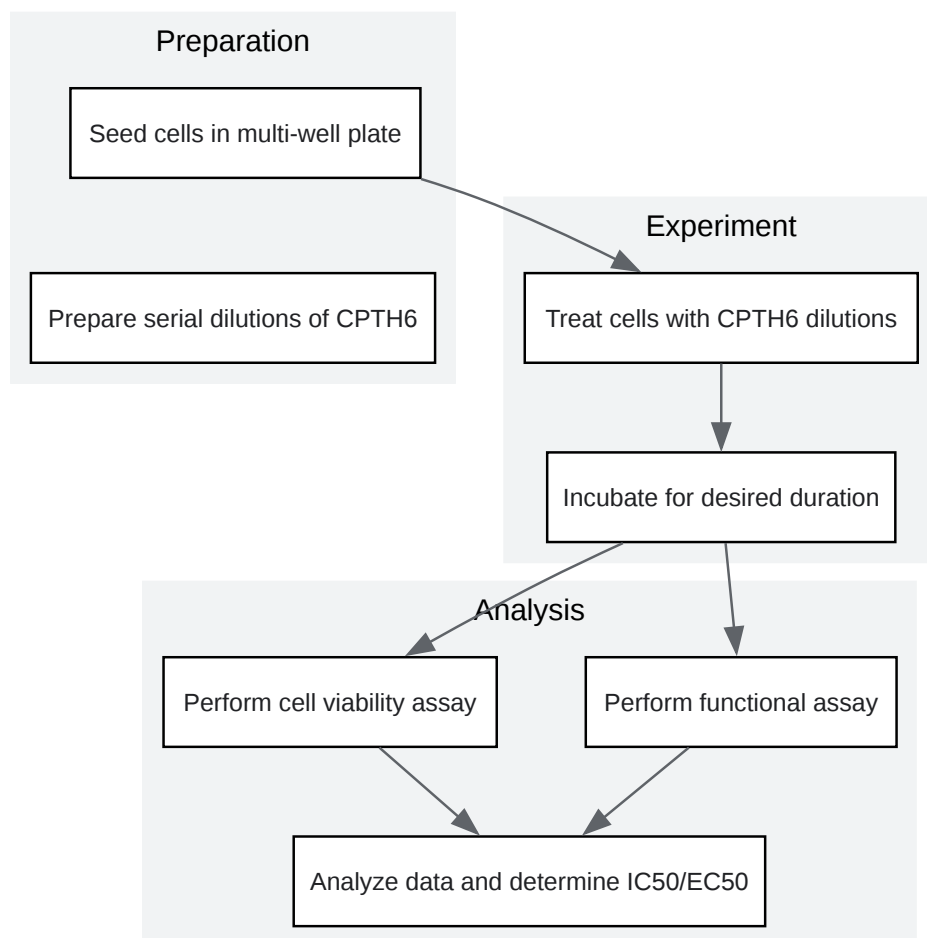 Preparation
Seed cells in multi-well plate
Prepare serial dilutions of CPTH6
Experiment
Treat cells with CPTH6 dilutions
Incubate for desired duration
Analysis
Perform cell viability assay
Perform functional assay
Analyze data and determine IC50/EC50